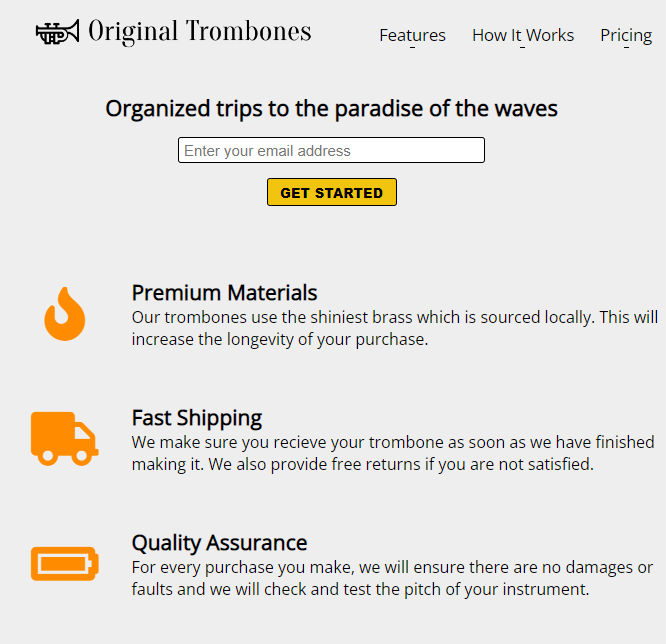 Original Trombones
Features How It Works Pricing
Organized trips to the paradise of the waves
Enter your email address
GET STARTED
Premium Materials
Our trombones use the shiniest brass which is sourced locally. This will
increase the longevity of your purchase.
Fast Shipping
We make sure you recieve your trombone as soon as we have finished
making it. We also provide free returns if you are not satisfied.
Quality Assurance
For every purchase you make, we will ensure there are no damages or
faults and we will check and test the pitch of your instrument.